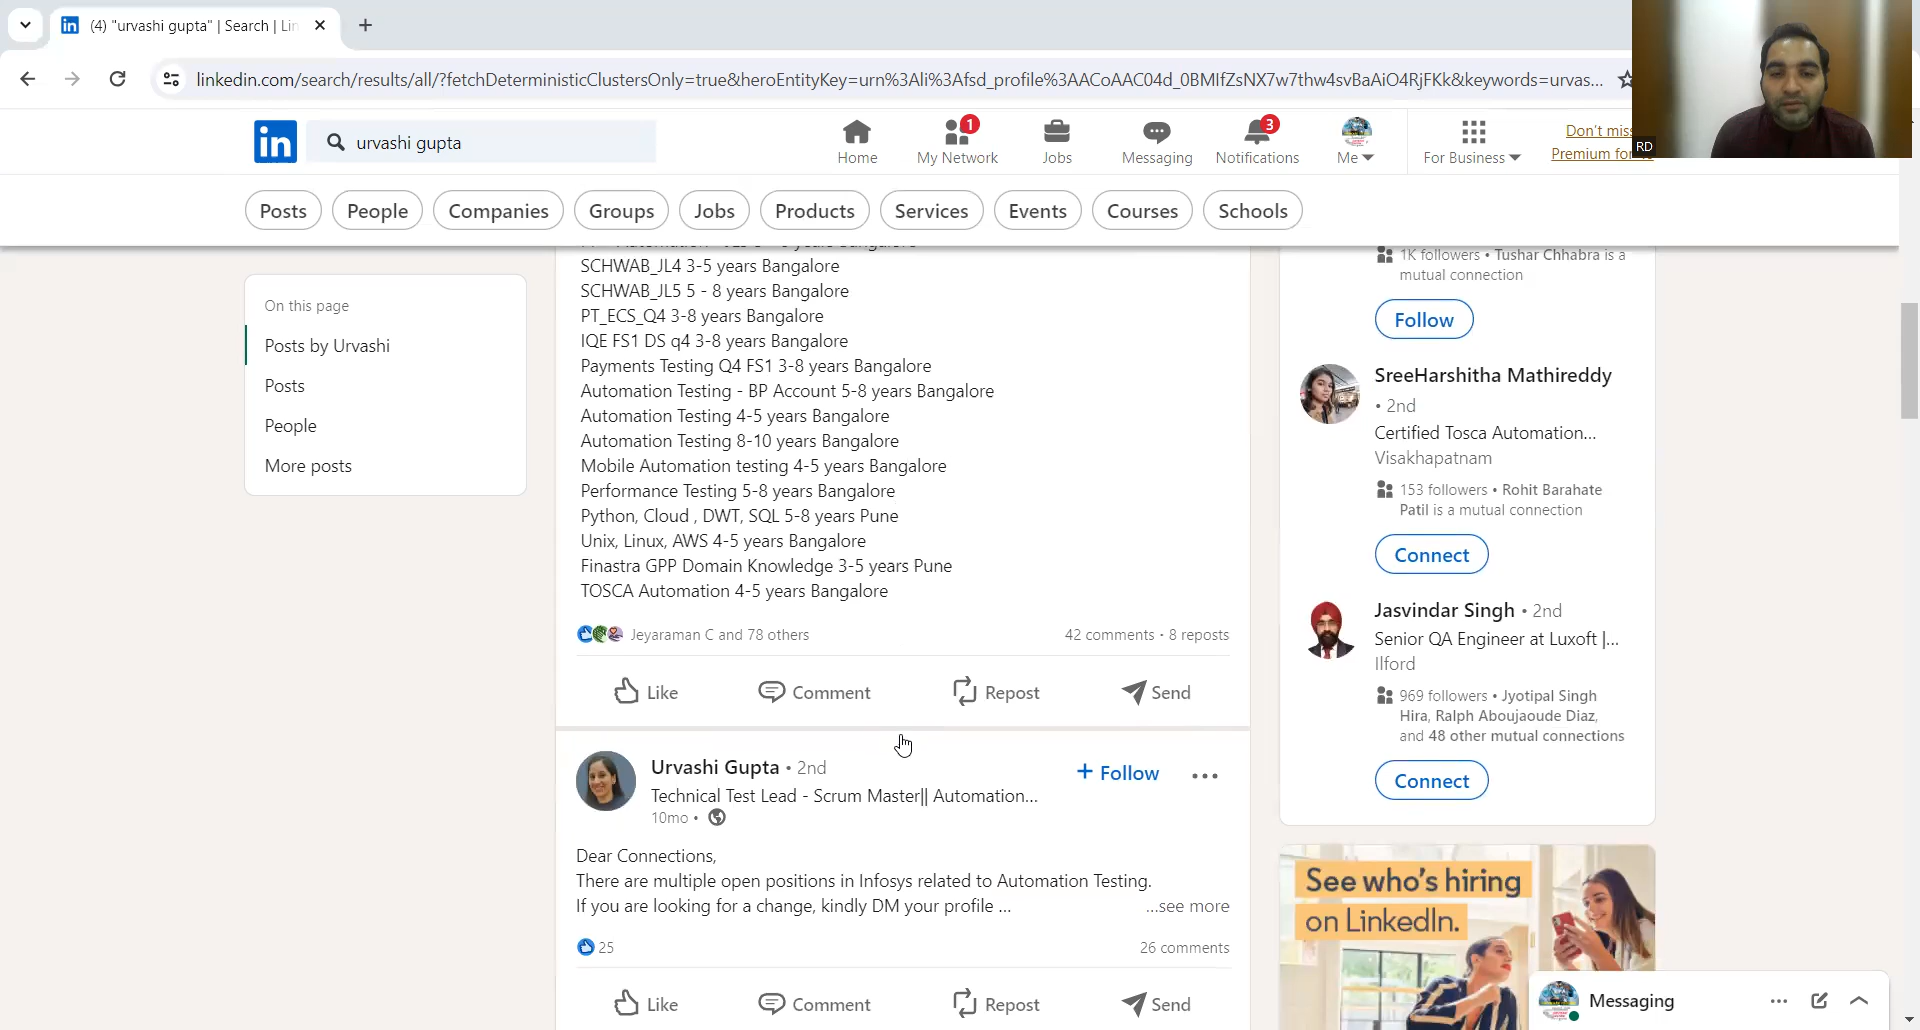 (4) "urvashi gupta" | Search | Lin
linkedin.com/search/results/all/?fetchDeterministicClustersOnly=true&heroEntityKey=urn%3Ali%3Afsd_profile%3AACoAAC04d_0BMIfZsNX7w7thw4svBaAiO4RjFKk&keywords=urvas...
in
urvashi gupta
Home
1
My Network
Jobs
Messaging
3
Notifications
Me
For Business
Don't miss
Premium for
RD
Posts
People
Companies
Groups
Jobs
Products
Services
Events
Courses
Schools
On this page
Posts by Urvashi
Posts
People
More posts
SCHWAB_JL4 3-5 years Bangalore
SCHWAB_JL5 5 - 8 years Bangalore
PT_ECS_Q4 3-8 years Bangalore
IQE FS1 DS q4 3-8 years Bangalore
Payments Testing Q4 FS1 3-8 years Bangalore
Automation Testing - BP Account 5-8 years Bangalore
Automation Testing 4-5 years Bangalore
Automation Testing 8-10 years Bangalore
Mobile Automation testing 4-5 years Bangalore
Performance Testing 5-8 years Bangalore
Python, Cloud , DWT, SQL 5-8 years Pune
Unix, Linux, AWS 4-5 years Bangalore
Finastra GPP Domain Knowledge 3-5 years Pune
TOSCA Automation 4-5 years Bangalore
Jeyaraman C and 78 others
42 comments • 8 reposts
Like
Comment
Repost
Send
Urvashi Gupta • 2nd
+ Follow
Technical Test Lead - Scrum Master|| Automation...
10mo •
Dear Connections,
There are multiple open positions in Infosys related to Automation Testing.
If you are looking for a change, kindly DM your profile ...
...see more
25
26 comments
Like
Comment
Repost
Send
1K followers • Tushar Chhabra is a
mutual connection
Follow
SreeHarshitha Mathireddy
• 2nd
Certified Tosca Automation...
Visakhapatnam
153 followers • Rohit Barahate
Patil is a mutual connection
Connect
Jasvindar Singh • 2nd
Senior QA Engineer at Luxoft |...
Ilford
969 followers • Jyotipal Singh
Hira, Ralph Aboujaoude Diaz,
and 48 other mutual connections
Connect
See who's hiring
on LinkedIn.
Messaging